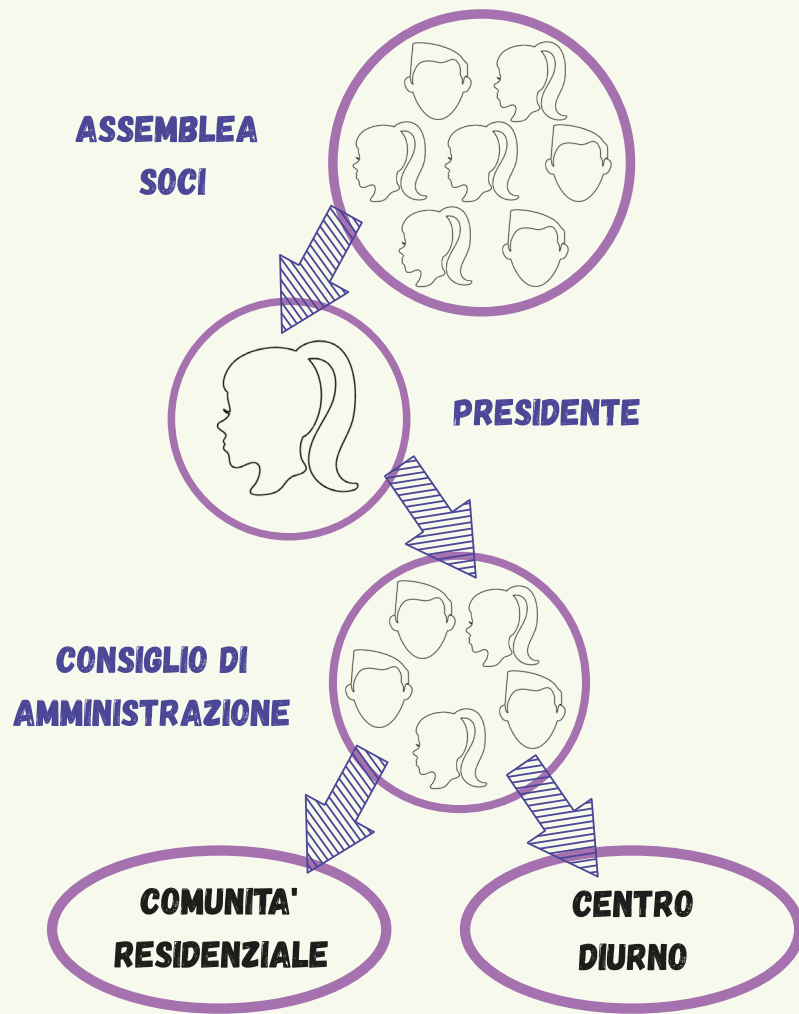 ASSEMBLEA
SOCI
PRESIDENTE
CONSIGLIO DI
AMMINISTRAZIONE
COMUNITA'
RESIDENZIALE
CENTRO
DIURNO